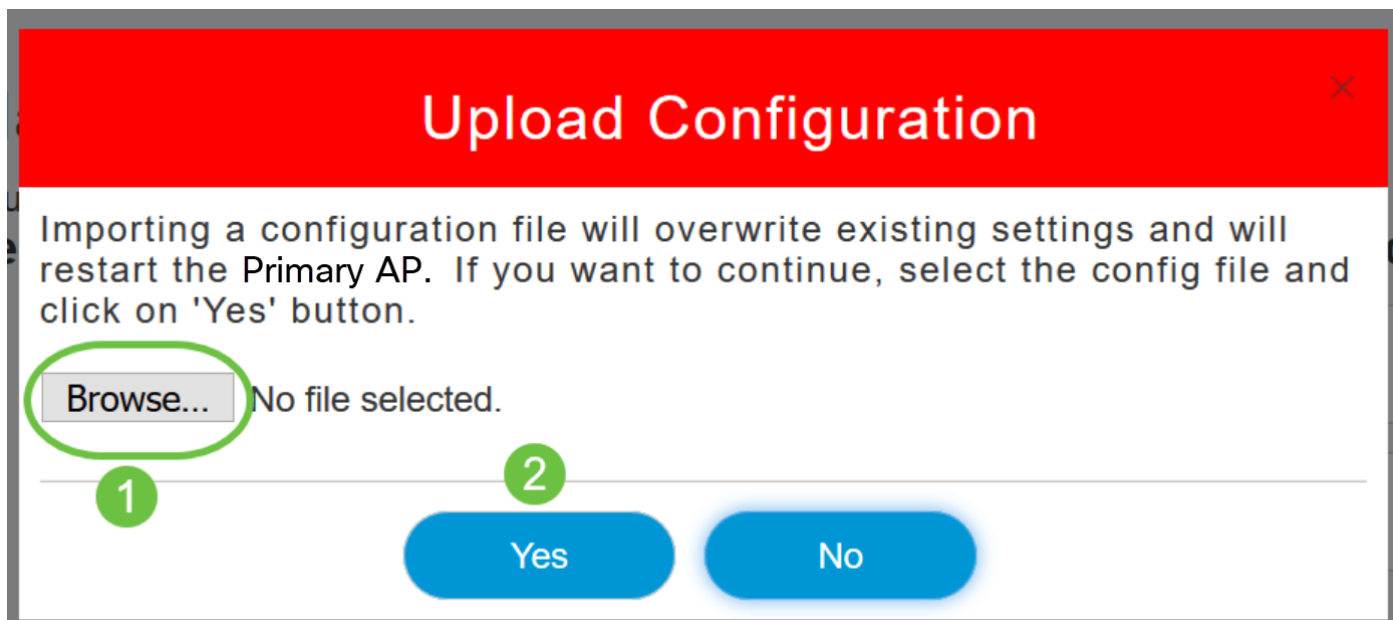 Upload Configuration
×
Importing a configuration file will overwrite existing settings and will
restart the Primary AP. If you want to continue, select the config file and
click on 'Yes' button.
Browse... No file selected.
1
2
Yes
No